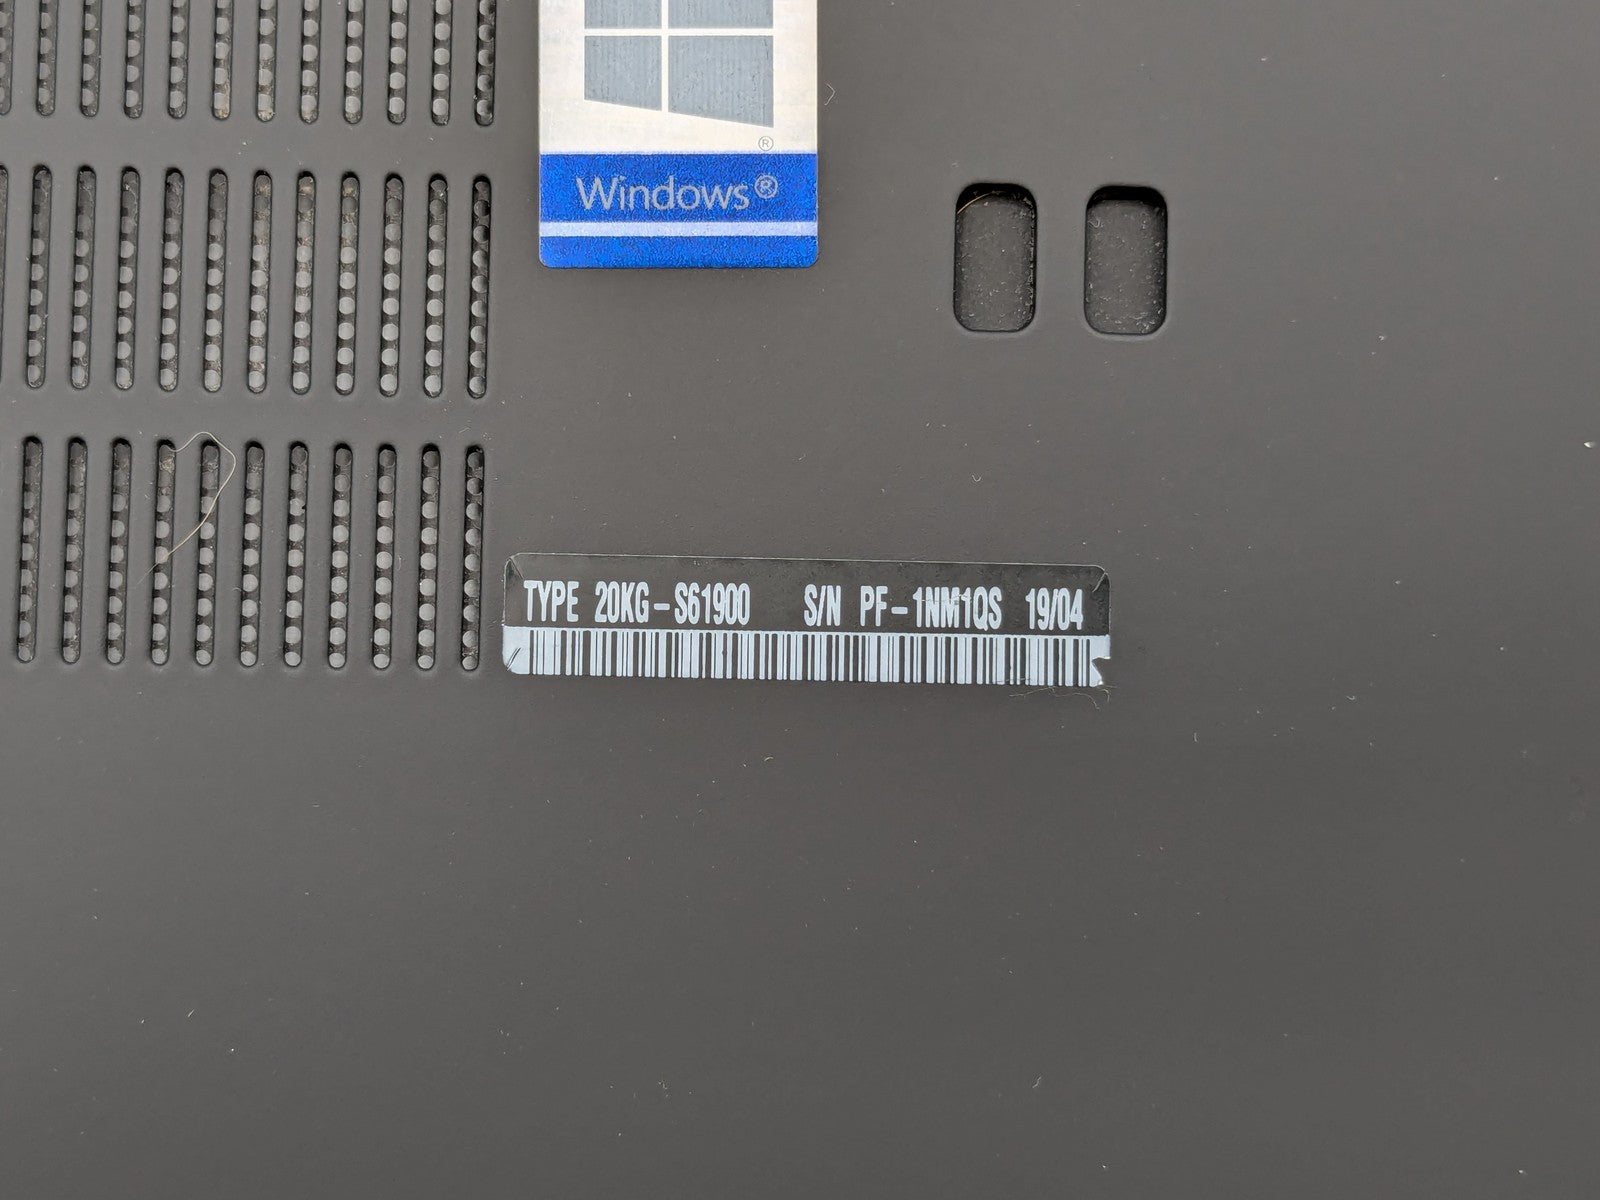 ®
Windows®
TYPE 20KG-S61900 S/N PF-1NM1QS 19/04